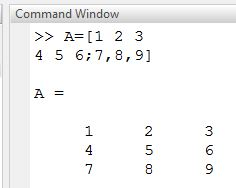 Command Window
>> A=[1 2 3
4 5 6;7,8,9]
A =
1 2 3
4 5 6
7 8 9